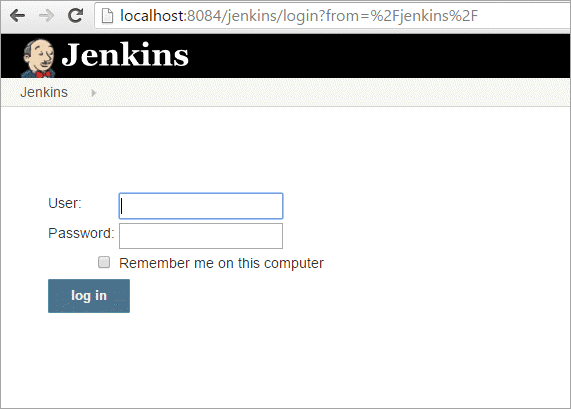 localhost:8084/jenkins/login?from=%2Fjenkins%2F
Jenkins
Jenkins
User:
Password:
Remember me on this computer
log in